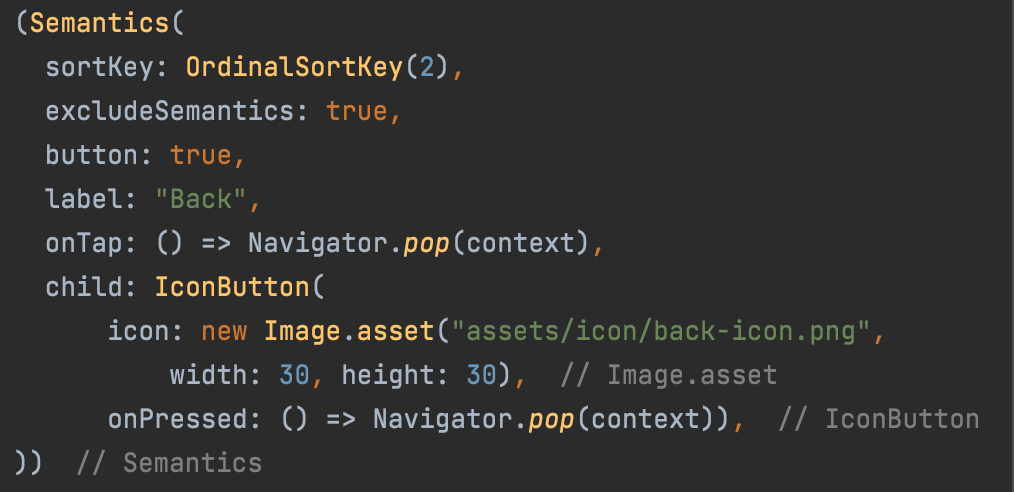 (Semantics(
sortKey: OrdinalSortKey(2),
excludeSemantics: true,
button: true,
label: "Back",
onTap: () => Navigator.pop(context),
child: IconButton(
icon: new Image.asset("assets/icon/back-icon.png",
width: 30, height: 30), // Image.asset
onPressed: () => Navigator.pop(context)), // IconButton
)) // Semantics